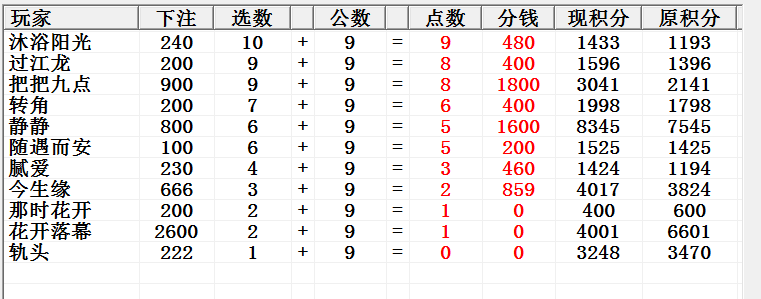 玩家 下注 选数 公数 点数 分钱 现积分 原积分
沐浴阳光 240 10 + 9 = 9 480 1433 1193
过江龙 200 9 + 9 = 8 400 1596 1396
把把九点 900 9 + 9 = 8 1800 3041 2141
转角 200 7 + 9 = 6 400 1998 1798
静静 800 6 + 9 = 5 1600 8345 7545
随遇而安 100 6 + 9 = 5 200 1525 1425
腻爱 230 4 + 9 = 3 460 1424 1194
今生缘 666 3 + 9 = 2 859 4017 3824
那时花开 200 2 + 9 = 1 0 400 600
花开落幕 2600 2 + 9 = 1 0 4001 6601
轨头 222 1 + 9 = 0 0 3248 3470